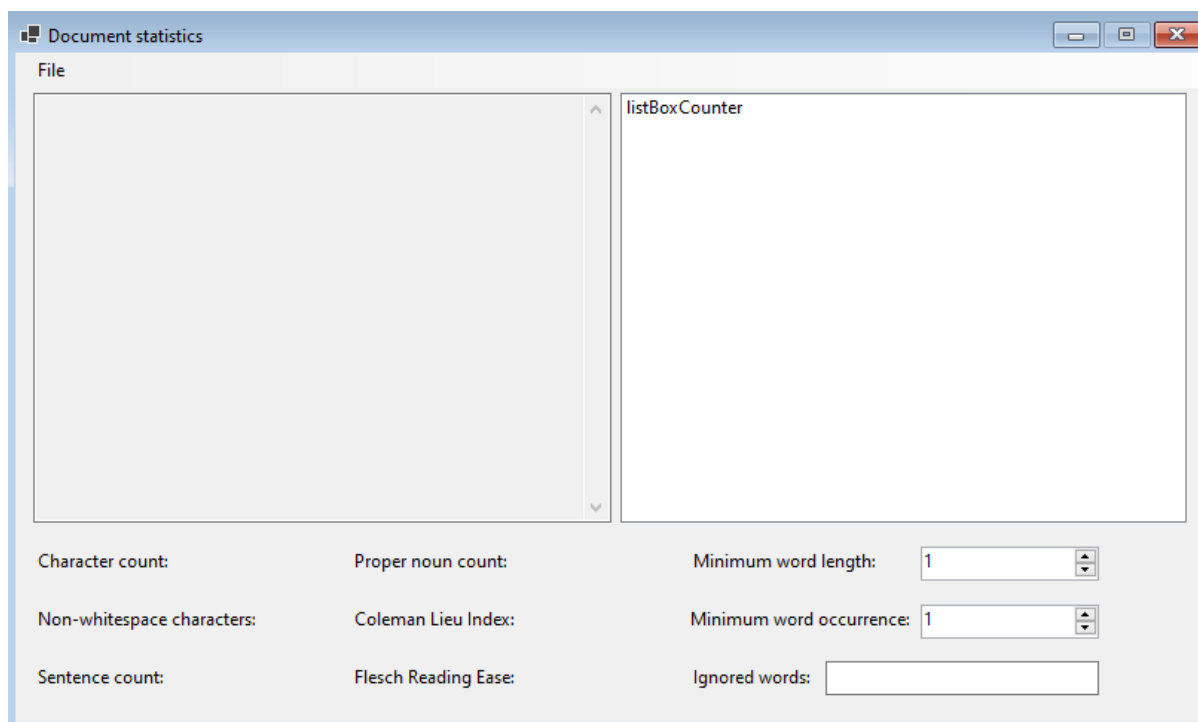 Document statistics
File
listBoxCounter
Character count:
Proper noun count:
Minimum word length:
1
Non-whitespace characters:
Coleman Lieu Index:
Minimum word occurrence:
1
Sentence count:
Flesch Reading Ease:
Ignored words: